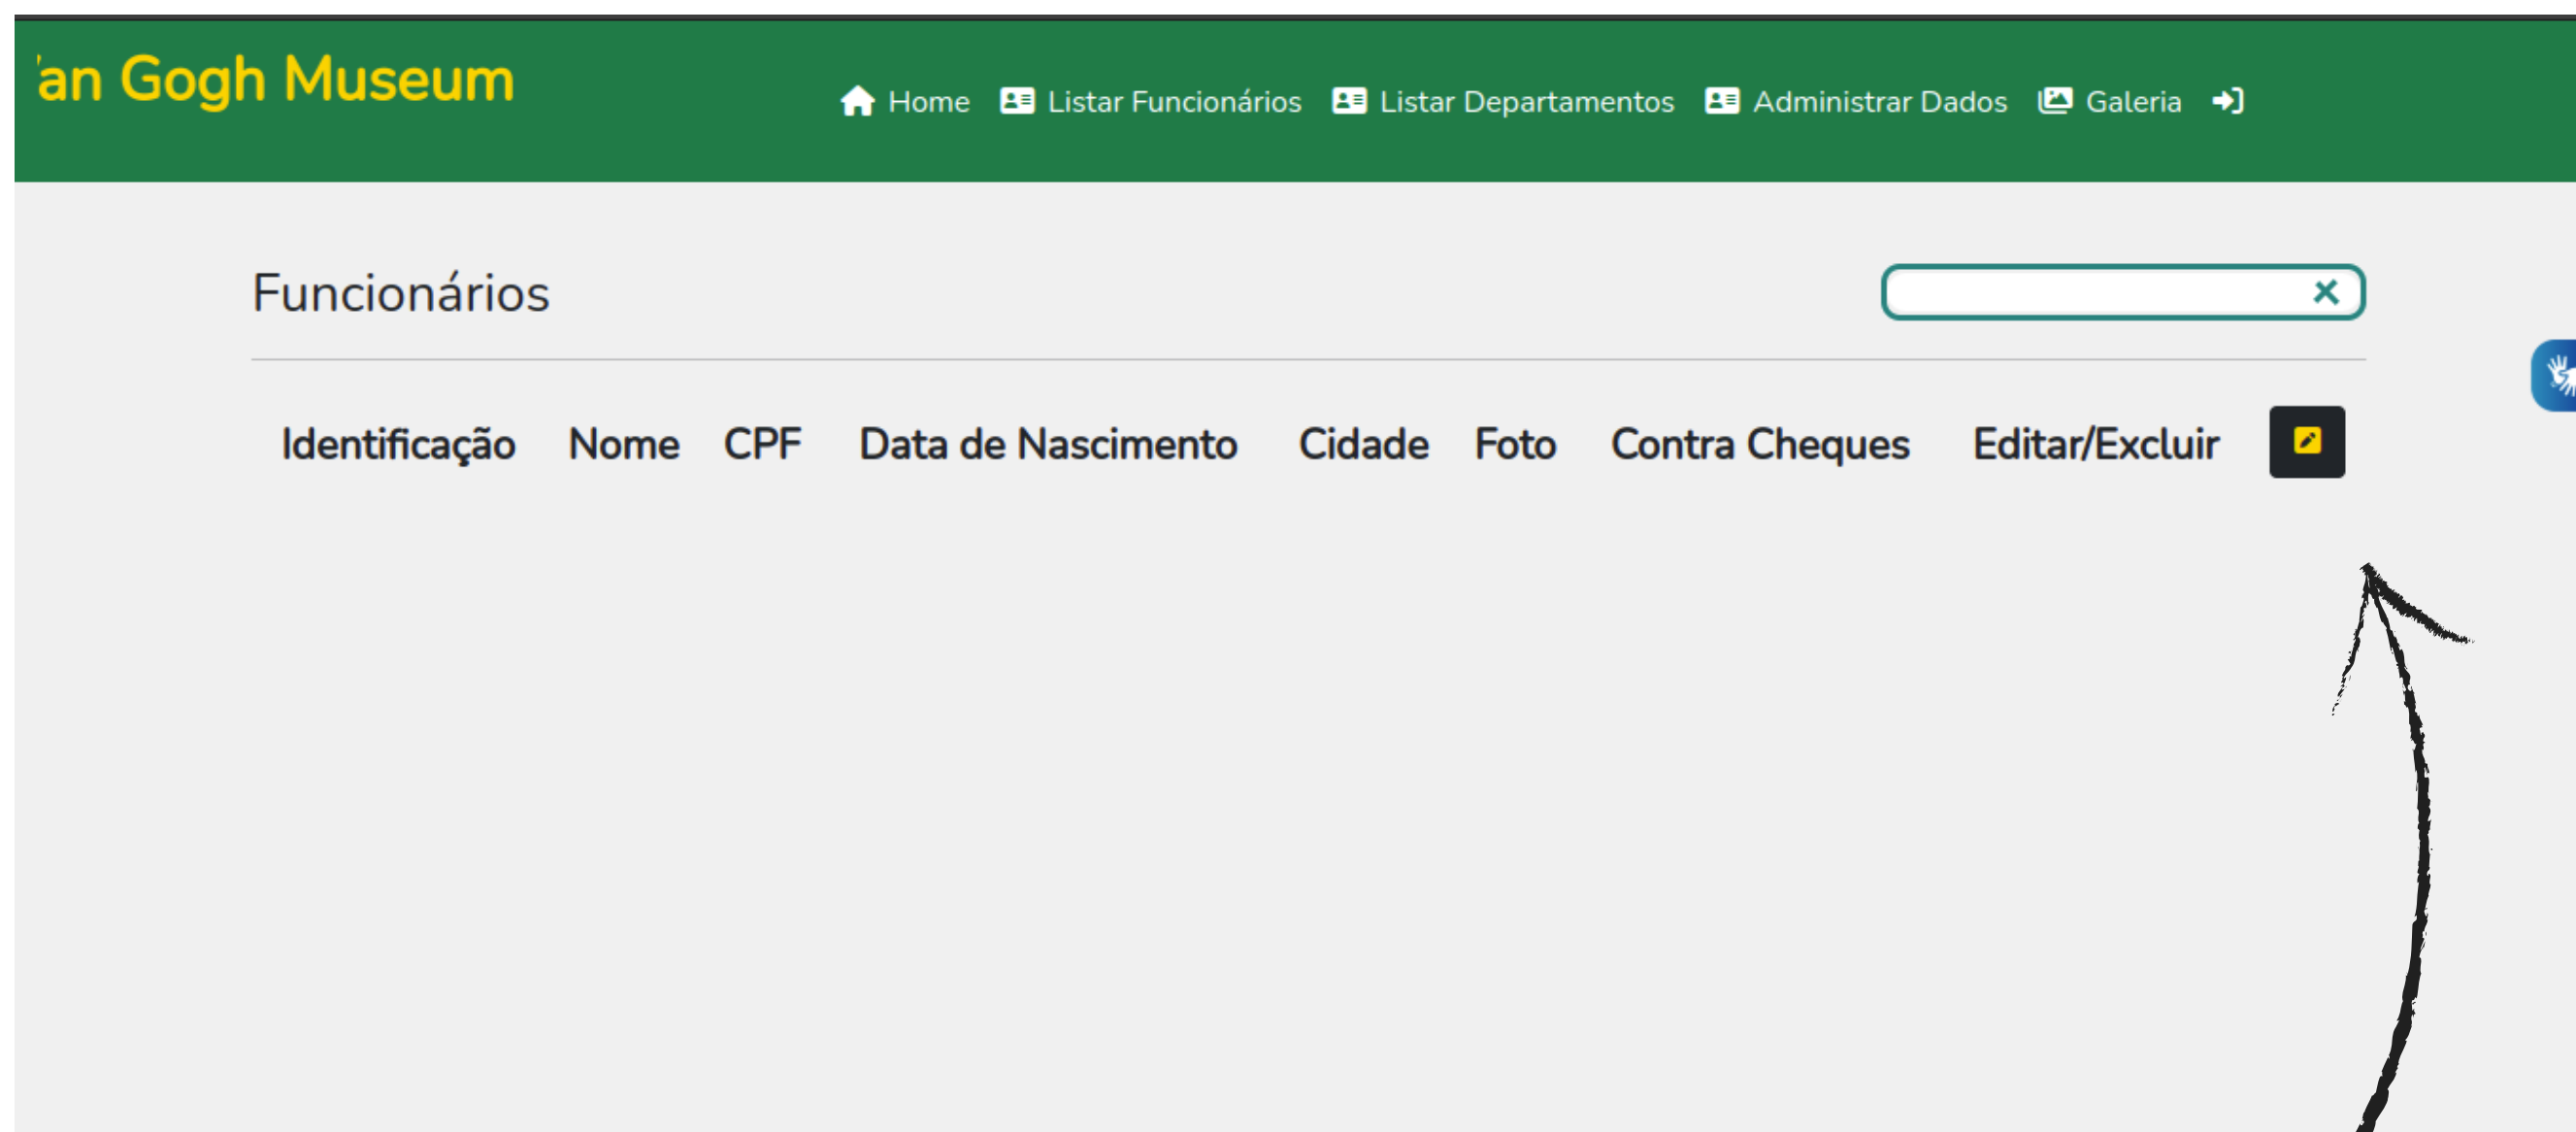 an Gogh Museum
Home Listar Funcionários Listar Departamentos Administrar Dados Galeria
Funcionários
Identificação Nome CPF Data de Nascimento Cidade Foto Contra Cheques Editar/Excluir